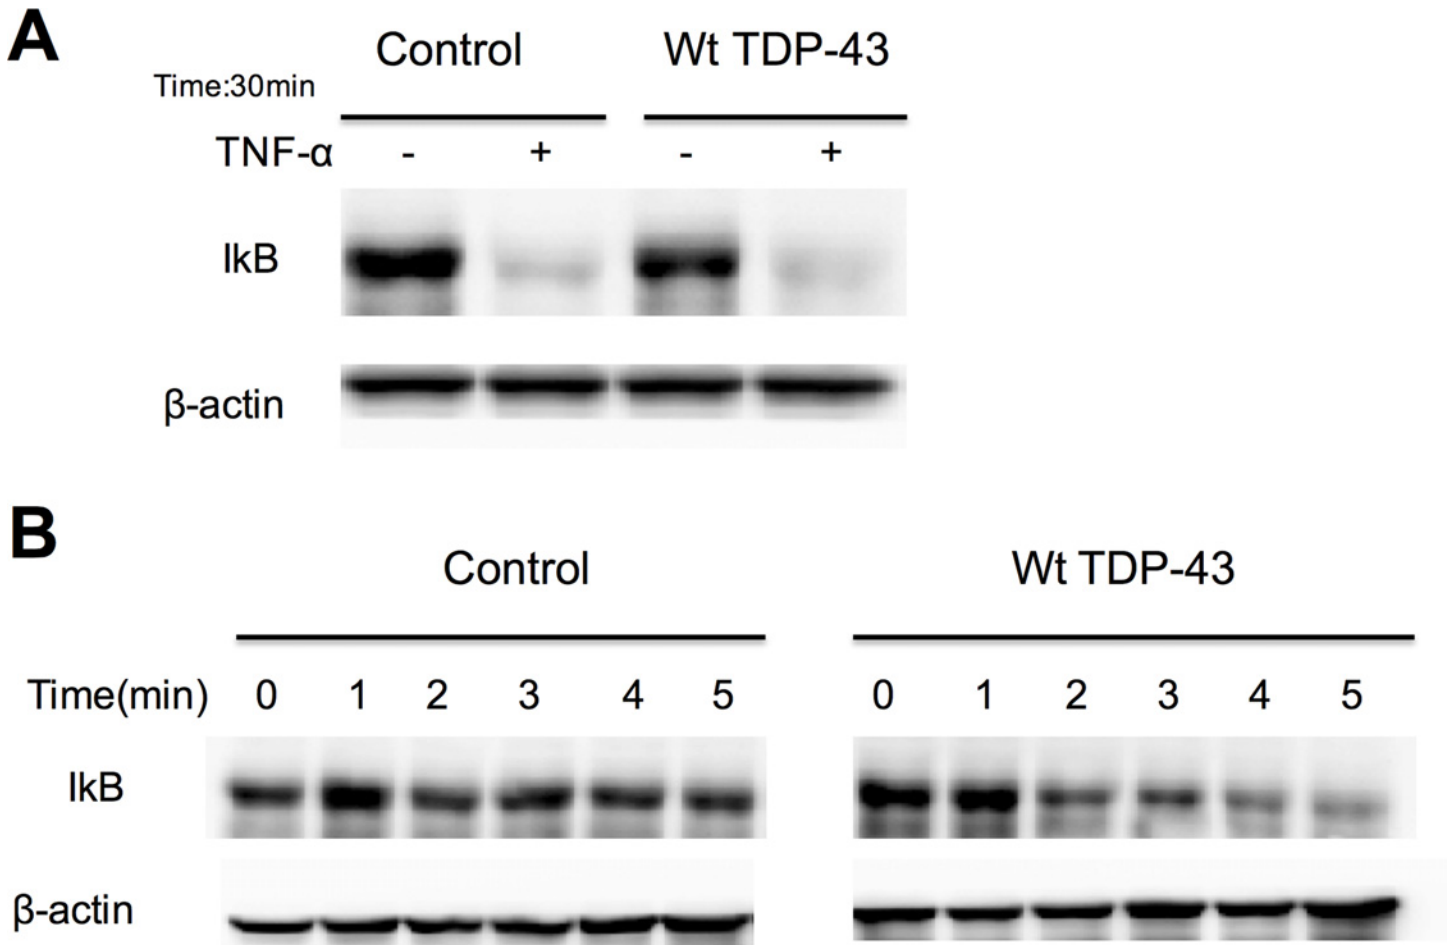 A
Control Wt TDP-43
Time:30min
TNF-α - + - +
IkB
β-actin
B
Control Wt TDP-43
Time(min) 0 1 2 3 4 5 0 1 2 3 4 5
IkB
β-actin